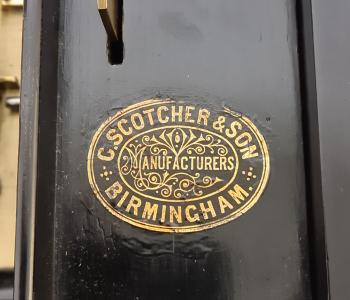 C. SCOTCHER & SON
MANUFACTURERS
BIRMINGHAM